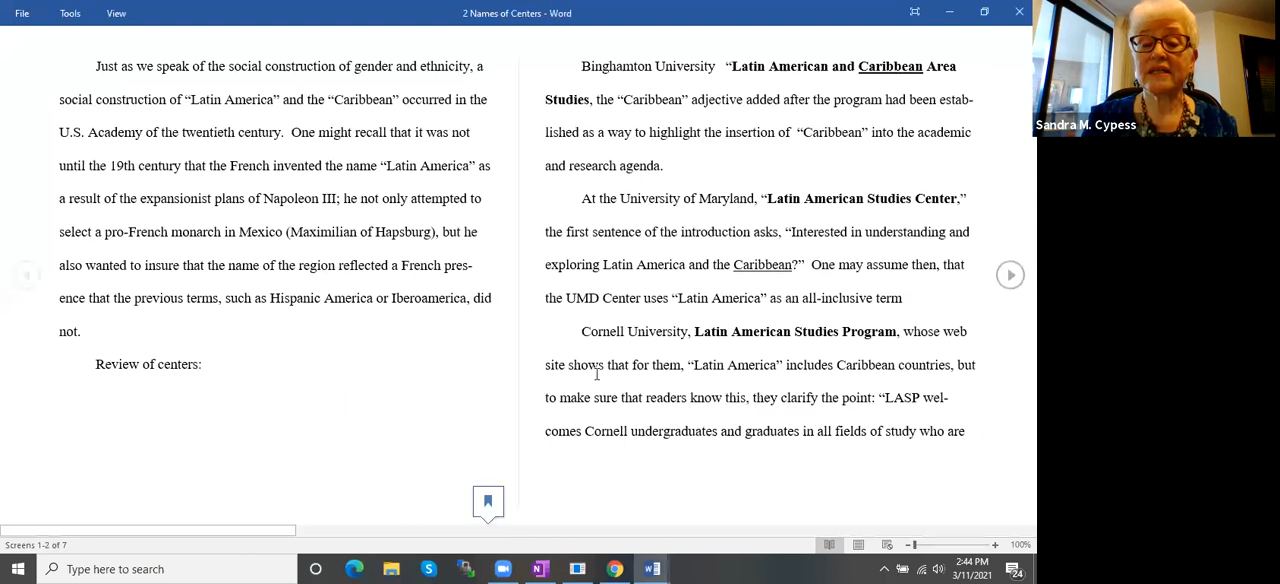 File
Tools
View
2 Names of Centers - Word
Just as we speak of the social construction of gender and ethnicity, a
social construction of “Latin America” and the “Caribbean” occurred in the
U.S. Academy of the twentieth century.  One might recall that it was not
until the 19th century that the French invented the name “Latin America” as
a result of the expansionist plans of Napoleon III; he not only attempted to
select a pro-French monarch in Mexico (Maximilian of Hapsburg), but he
also wanted to insure that the name of the region reflected a French pres-
ence that the previous terms, such as Hispanic America or Iberoamerica, did
not.
Review of centers:
Binghamton University   “Latin American and Caribbean Area
Studies, the “Caribbean” adjective added after the program had been estab-
lished as a way to highlight the insertion of  “Caribbean” into the academic
and research agenda.
At the University of Maryland, “Latin American Studies Center,”
the first sentence of the introduction asks, “Interested in understanding and
exploring Latin America and the Caribbean?”  One may assume then, that
the UMD Center uses “Latin America” as an all-inclusive term
Cornell University, Latin American Studies Program, whose web
site shows that for them, “Latin America” includes Caribbean countries, but
to make sure that readers know this, they clarify the point: “LASP wel-
comes Cornell undergraduates and graduates in all fields of study who are
Sandra M. Cypess
Screens 1-2 of 7
100%
Type here to search
2:44 PM
3/11/2021
24